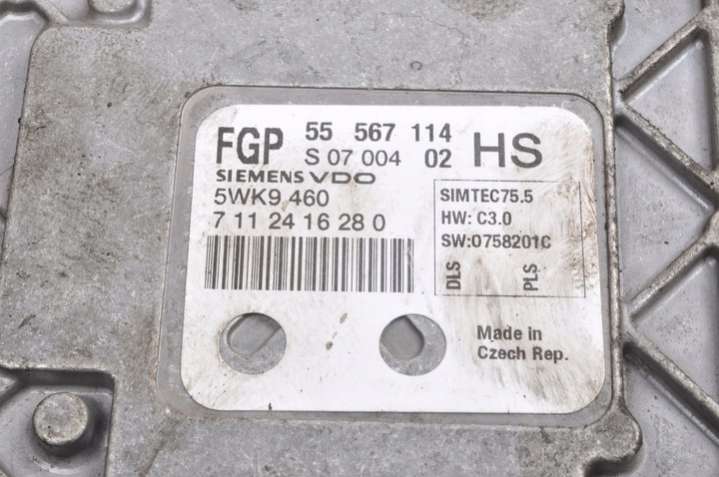 FGP 55 567 114 HS
S 07 004 02
SIEMENS VDO
5WK9 460
7 11 24 16 28 0
SIMTEC75.5
HW: C3.0
SW:0758201C
DLS PLS
Made in
Czech Rep.